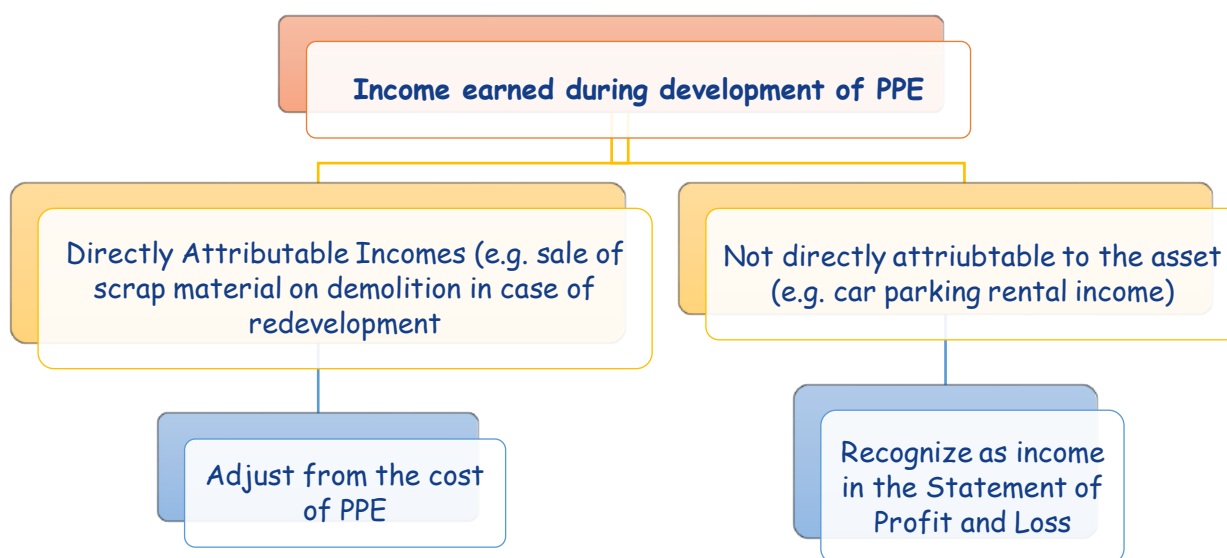 Income earned during development of PPE
Directly Attributable Incomes (e.g. sale of
scrap material on demolition in case of
redevelopment
Not directly attriubtable to the asset
(e.g. car parking rental income)
Adjust from the cost
of PPE
Recognize as income
in the Statement of
Profit and Loss